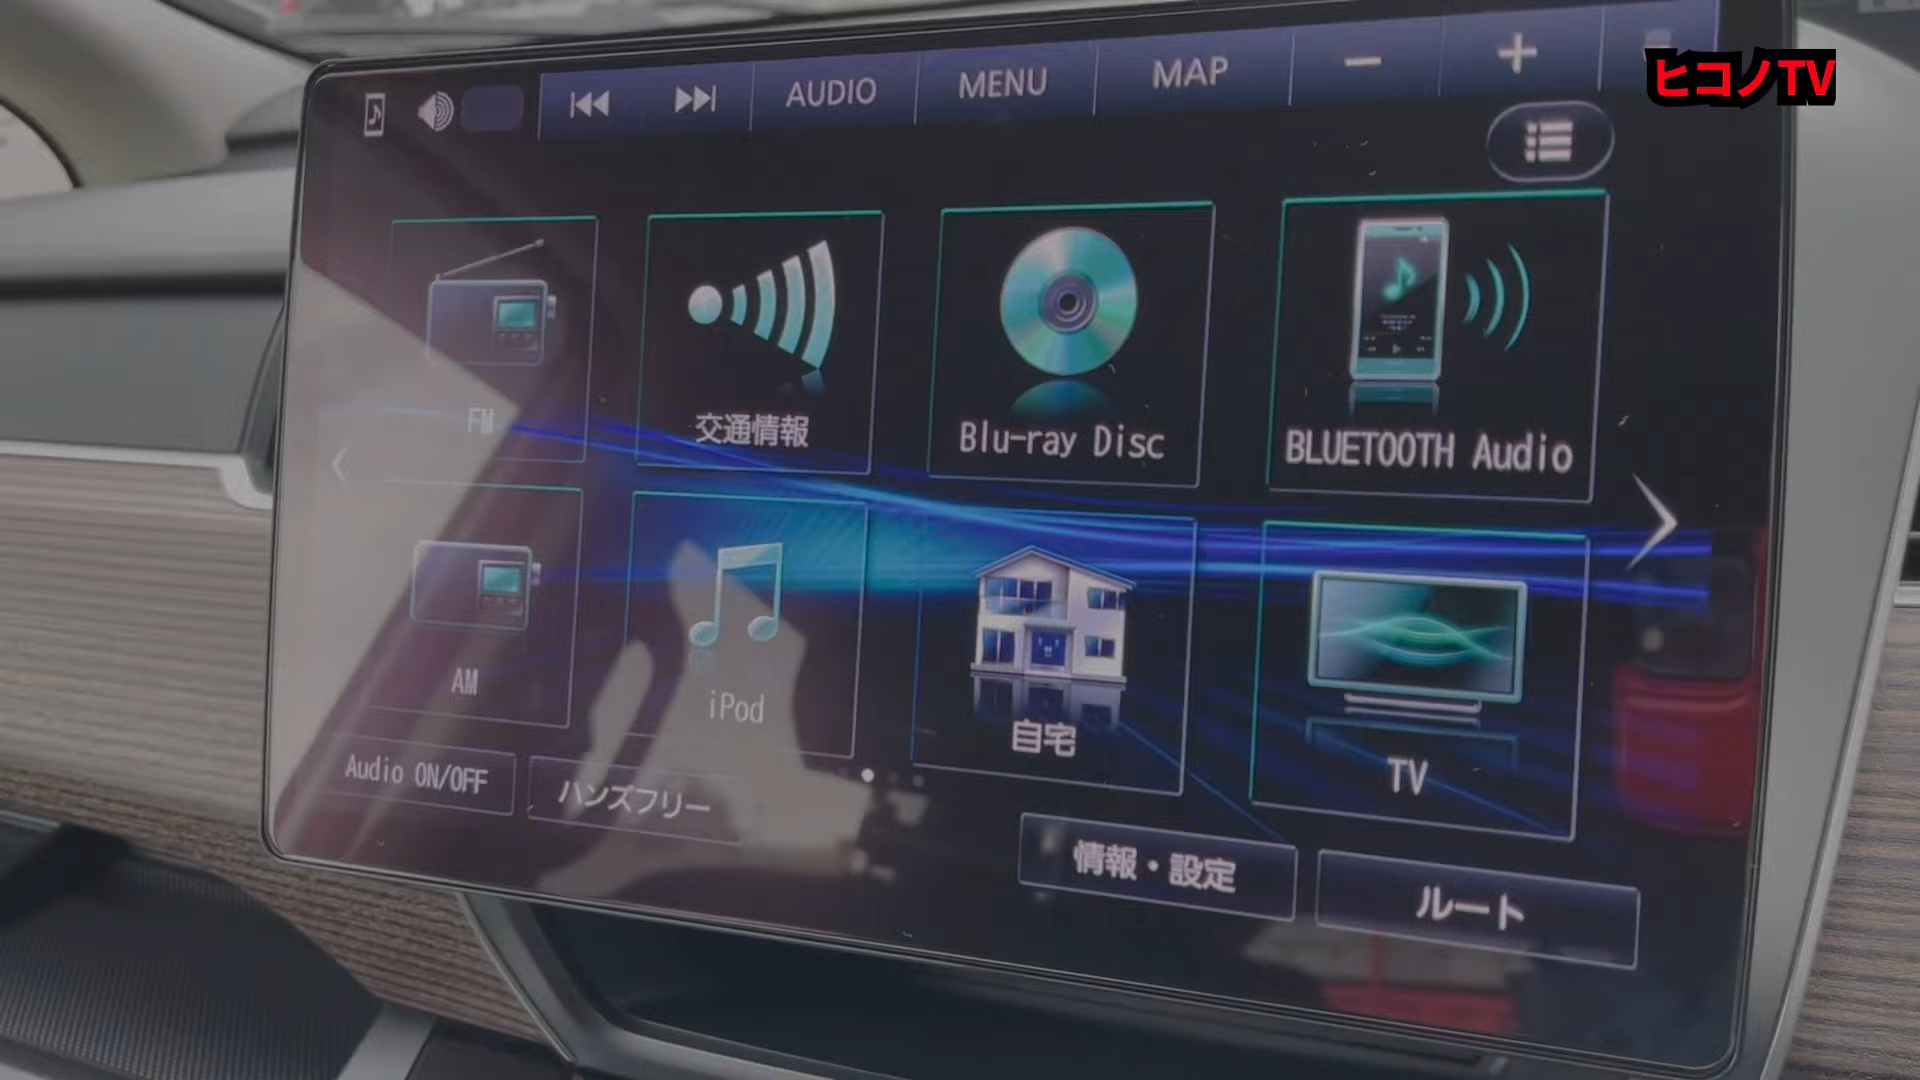 ヒコノTV
AUDIO
MENU
MAP
− +
FM
交通情報
Blu-ray Disc
BLUETOOTH Audio
AM
iPod
自宅
TV
Audio ON/OFF
ハンズフリー
情報・設定
ルート